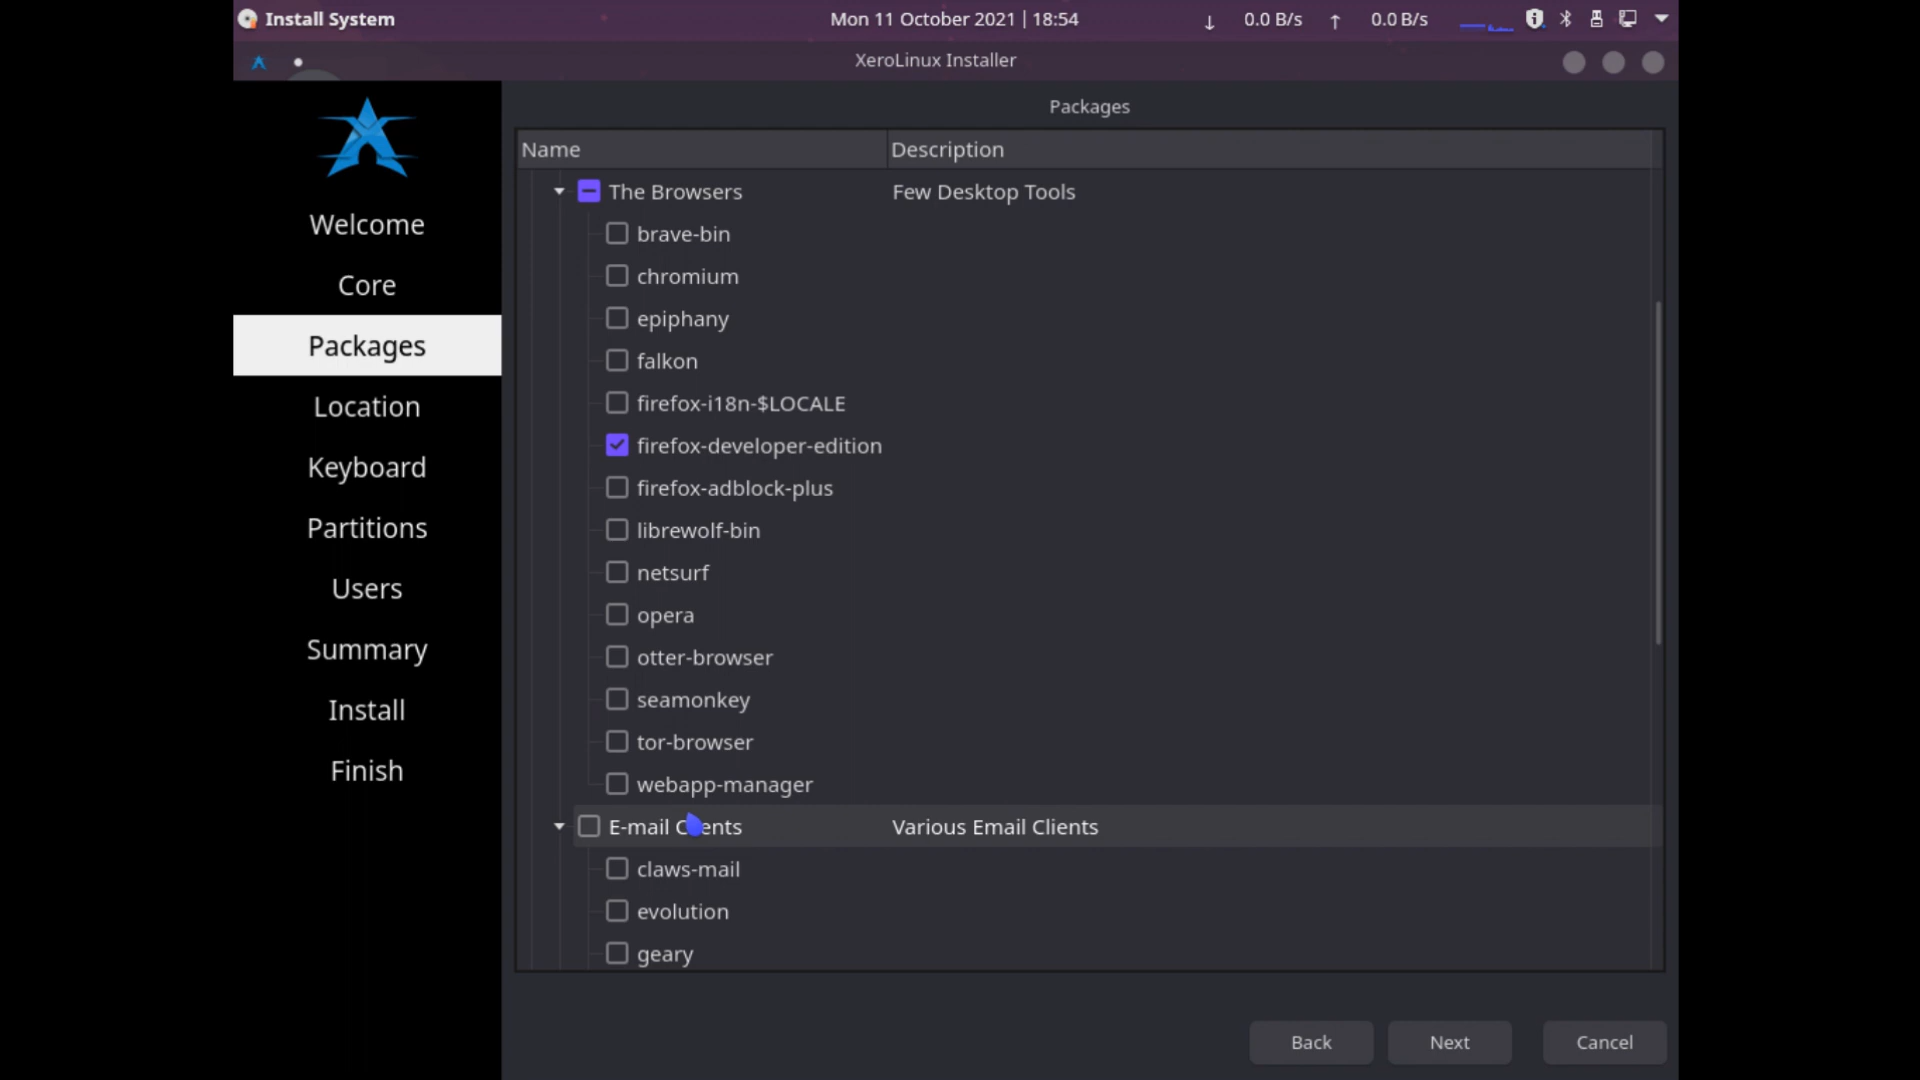 Install System
Mon 11 October 2021 | 18:54
↓ 0.0 B/s ↑ 0.0 B/s
XeroLinux Installer
Welcome
Core
Packages
Location
Keyboard
Partitions
Users
Summary
Install
Finish
Packages
Name Description
The Browsers Few Desktop Tools
brave-bin
chromium
epiphany
falkon
firefox-i18n-$LOCALE
firefox-developer-edition
firefox-adblock-plus
librewolf-bin
netsurf
opera
otter-browser
seamonkey
tor-browser
webapp-manager
E-mail Clients Various Email Clients
claws-mail
evolution
geary
Back Next Cancel